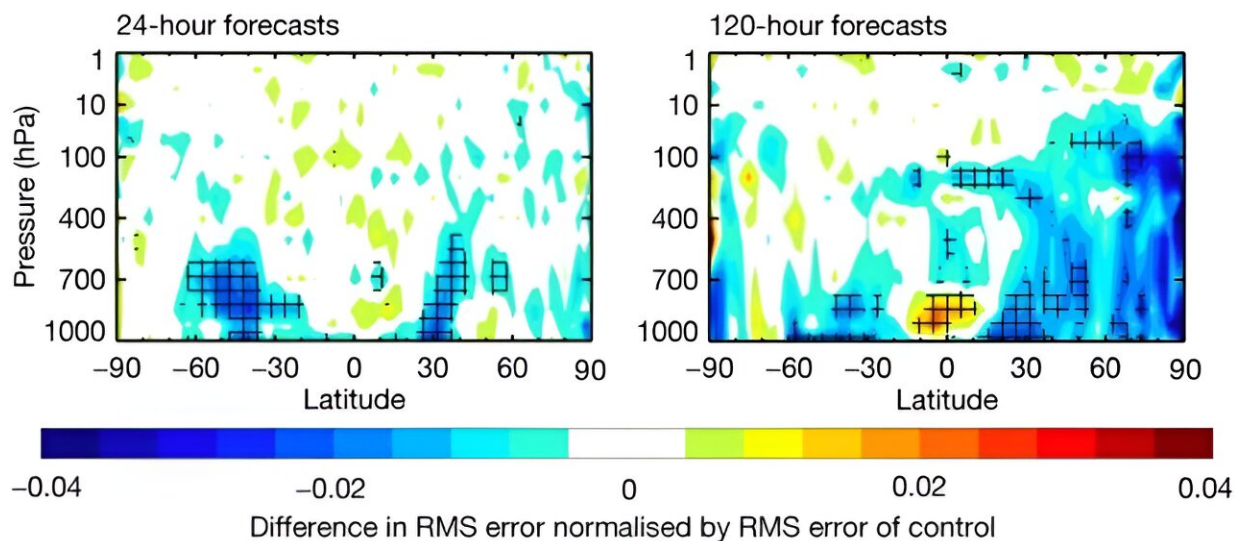 24-hour forecasts
120-hour forecasts
Pressure (hPa)
1
10
100
400
700
1000
−90 −60 −30 0 30 60 90
Latitude
1
10
100
400
700
1000
−90 −60 −30 0 30 60 90
Latitude
−0.04 −0.02 0 0.02 0.04
Difference in RMS error normalised by RMS error of control